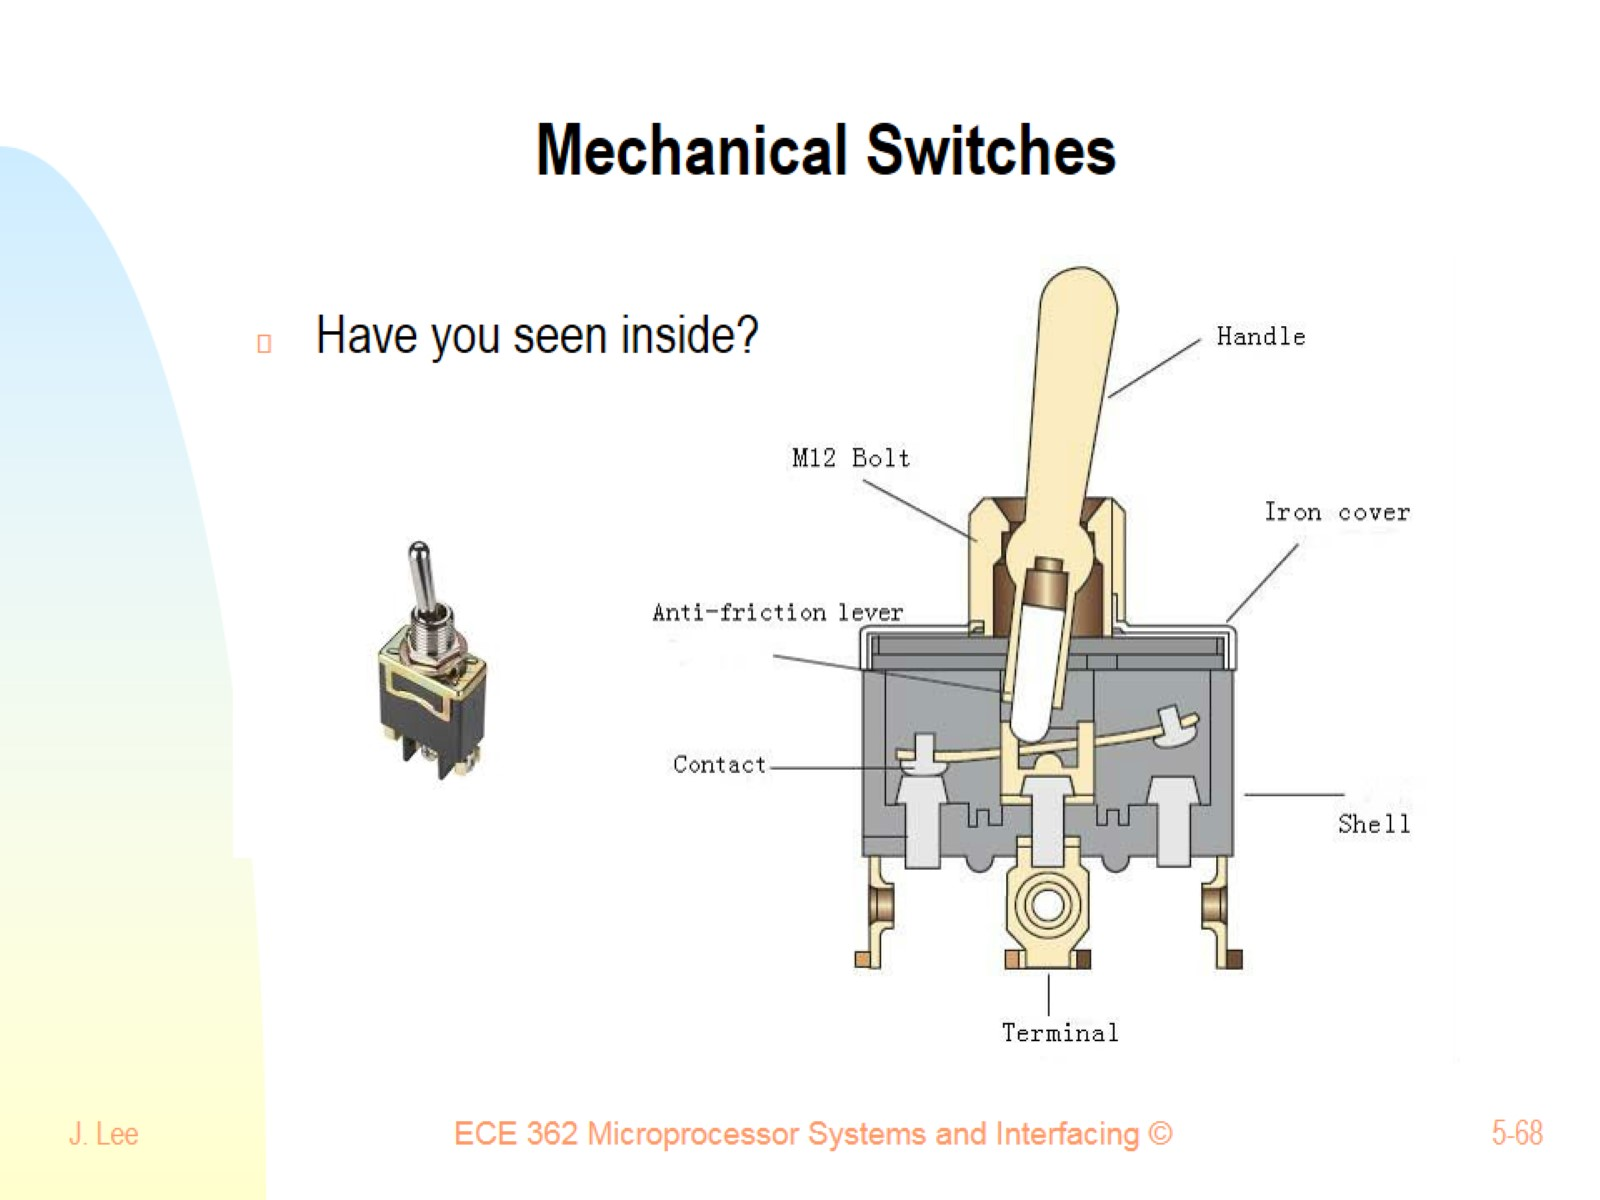 Mechanical Switches
Have you seen inside?
Handle
M12 Bolt
Iron cover
Anti-friction lever
Contact
Shell
Terminal
J. Lee
ECE 362 Microprocessor Systems and Interfacing ©
5-68